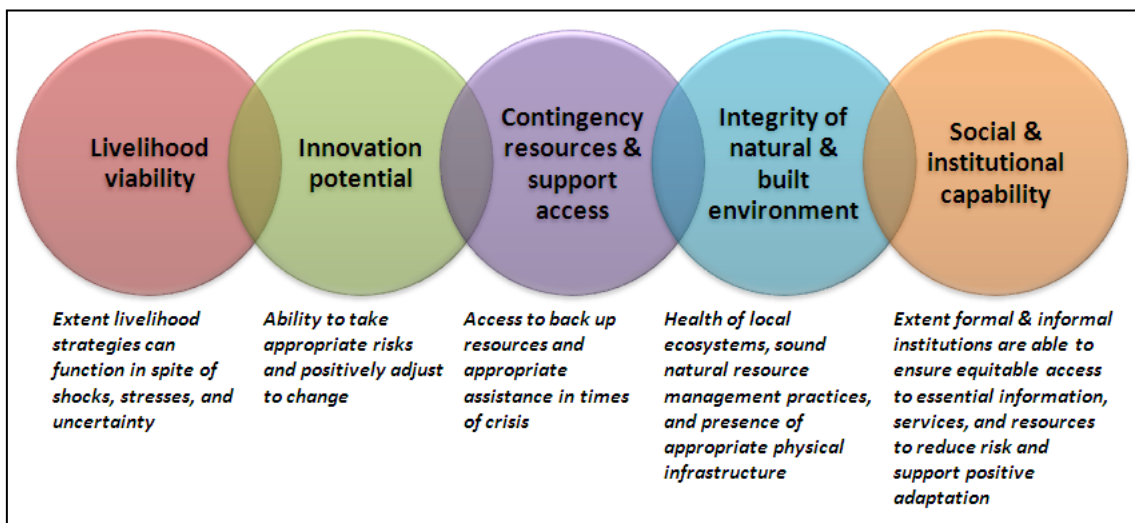 Livelihood
viability
Innovation
potential
Contingency
resources &
support
access
Integrity of
natural &
built
environment
Social &
institutional
capability
Extent livelihood
strategies can
function in spite of
shocks, stresses, and
uncertainty
Ability to take
appropriate risks
and positively adjust
to change
Access to back up
resources and
appropriate
assistance in times
of crisis
Health of local
ecosystems, sound
natural resource
management practices,
and presence of
appropriate physical
infrastructure
Extent formal & informal
institutions are able to
ensure equitable access
to essential information,
services, and resources
to reduce risk and
support positive
adaptation